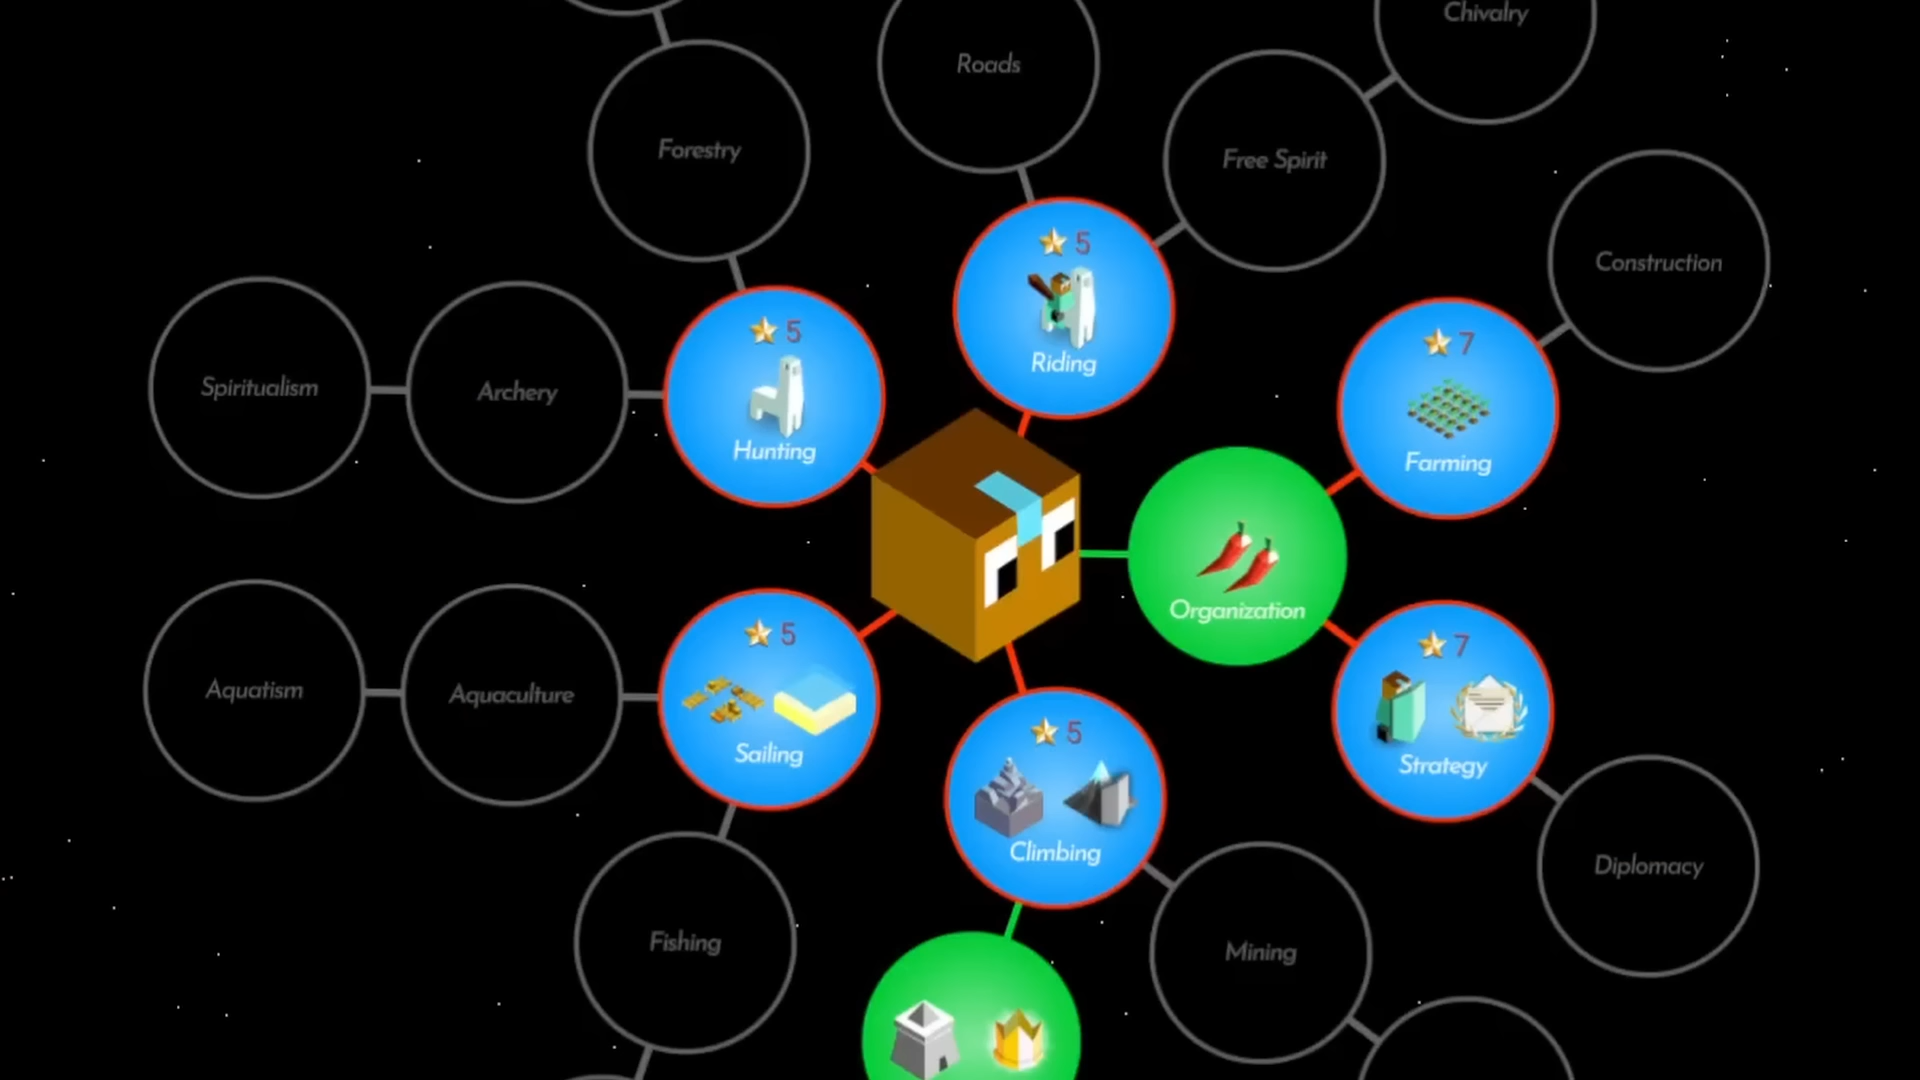 Chivalry
Roads
Forestry
Free Spirit
5
Riding
Construction
5
Hunting
7
Farming
Spiritualism
Archery
Organization
5
Sailing
7
Strategy
Aquatism
Aquaculture
5
Climbing
Diplomacy
Fishing
Mining